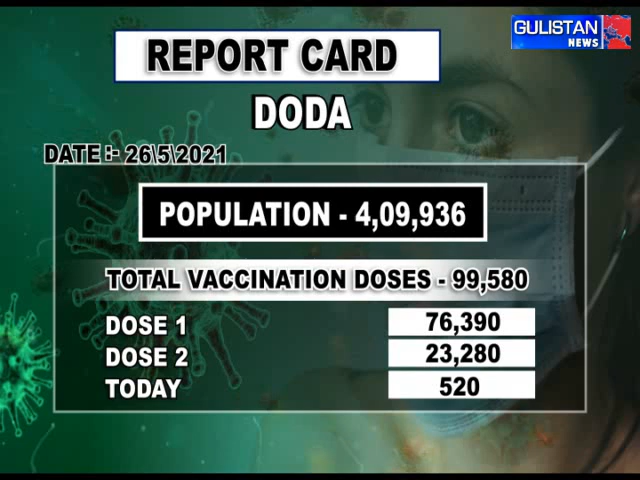 GULISTAN
NEWS
REPORT CARD
DODA
DATE :- 26\5\2021
POPULATION - 4,09,936
TOTAL VACCINATION DOSES - 99,580
DOSE 1 76,390
DOSE 2 23,280
TODAY 520